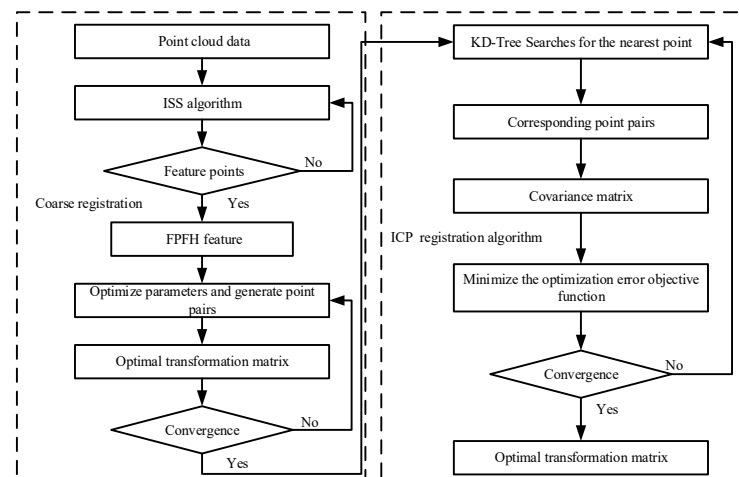 Point cloud data
ISS algorithm
Feature points
No
Coarse registration
Yes
FPFH feature
Optimize parameters and generate point
pairs
Optimal transformation matrix
Convergence
No
Yes
KD-Tree Searches for the nearest point
Corresponding point pairs
Covariance matrix
ICP registration algorithm
Minimize the optimization error objective
function
Convergence
No
Yes
Optimal transformation matrix